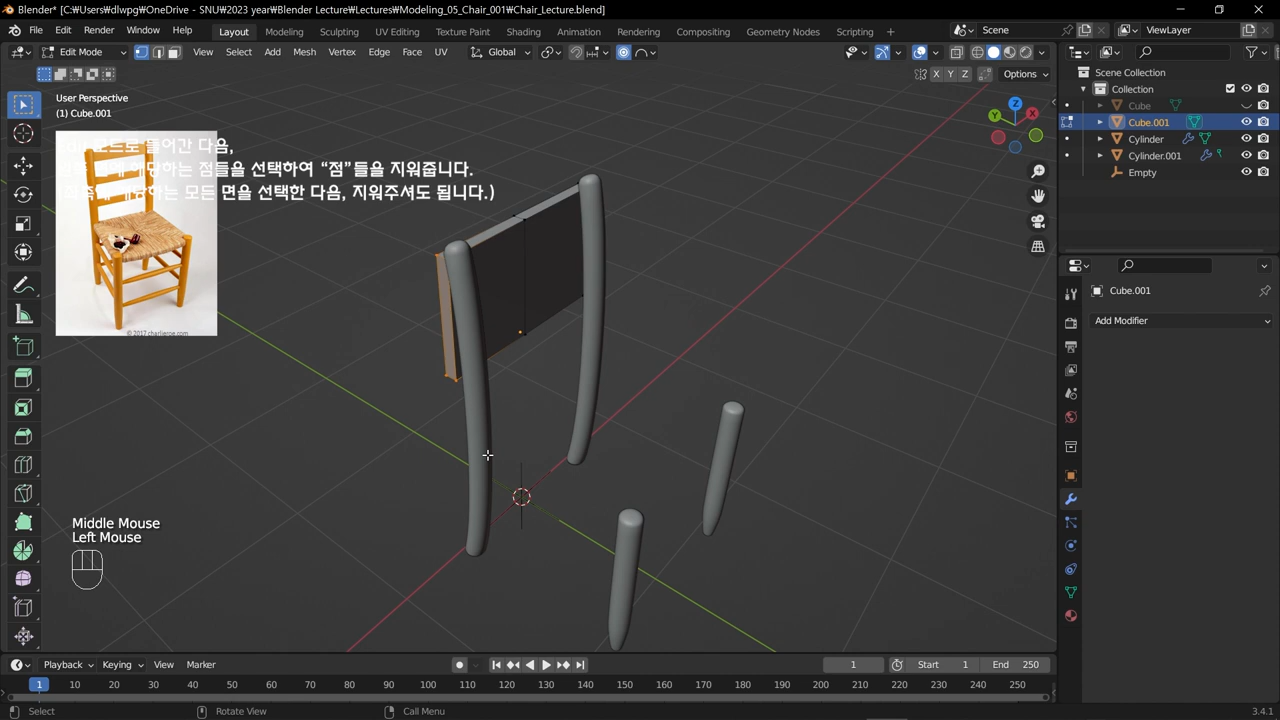 Blender* [C:₩Users₩dlwpg₩OneDrive - SNU₩2023 year₩Blender Lecture₩Lectures₩Modeling_05_Chair_001₩Chair_Lecture.blend]
File Edit Render Window Help Layout Modeling Sculpting UV Editing Texture Paint Shading Animation Rendering Compositing Geometry Nodes Scripting Scene ViewLayer
Edit Mode View Select Add Mesh Vertex Edge Face UV Global
X Y Z Options
Scene Collection
Collection
Cube
Cube.001
Cylinder
Cylinder.001
Empty
User Perspective
(1) Cube.001
들어간 다음,
해당하는 점들을 선택하여 “점”들을 지워줍니다.
해당하는 모든 면을 선택한 다음, 지워주셔도 됩니다.)
© 2017 charlieroe.com
X Y Z
Cube.001
Add Modifier
Middle Mouse
Left Mouse
Playback Keying View Marker 1 Start 1 End 250
1 10 20 30 40 50 60 70 80 90 100 110 120 130 140 150 160 170 180 190 200 210 220 230 240 250
Select Rotate View Call Menu 3.4.1